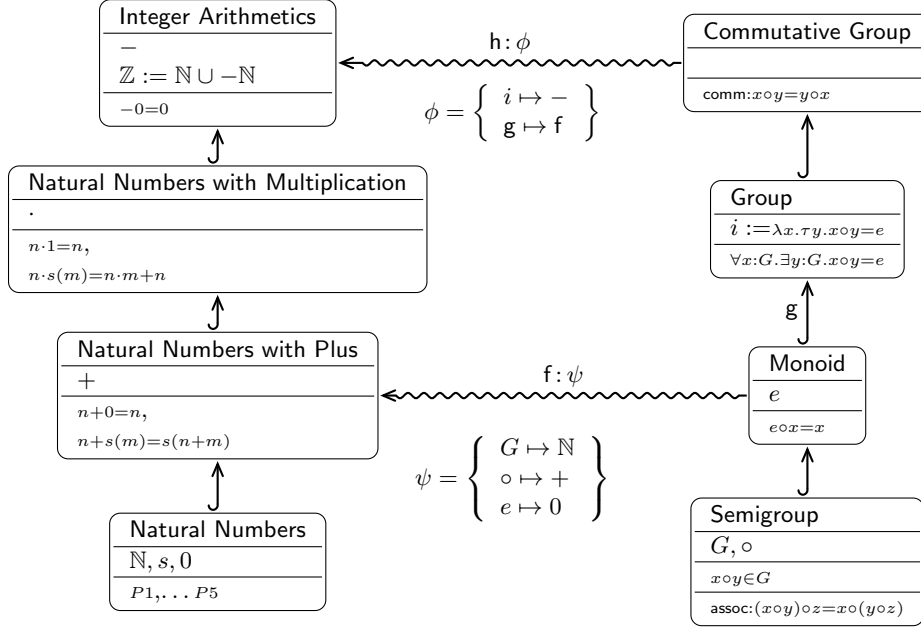 Integer Arithmetics
−
ℤ := ℕ ∪ −ℕ
−0=0
h: ϕ
ϕ = { i ↦ −
g ↦ f }
Commutative Group
comm:x∘y=y∘x
Natural Numbers with Multiplication
·
n·1=n,
n·s(m)=n·m+n
Group
i :=λx.τy.x∘y=e
∀x:G.∃y:G.x∘y=e
g
Natural Numbers with Plus
+
n+0=n,
n+s(m)=s(n+m)
f: ψ
ψ = { G ↦ ℕ
∘ ↦ +
e ↦ 0 }
Monoid
e
e∘x=x
Natural Numbers
ℕ, s, 0
P1,... P5
Semigroup
G, ∘
x∘y∈G
assoc:(x∘y)∘z=x∘(y∘z)